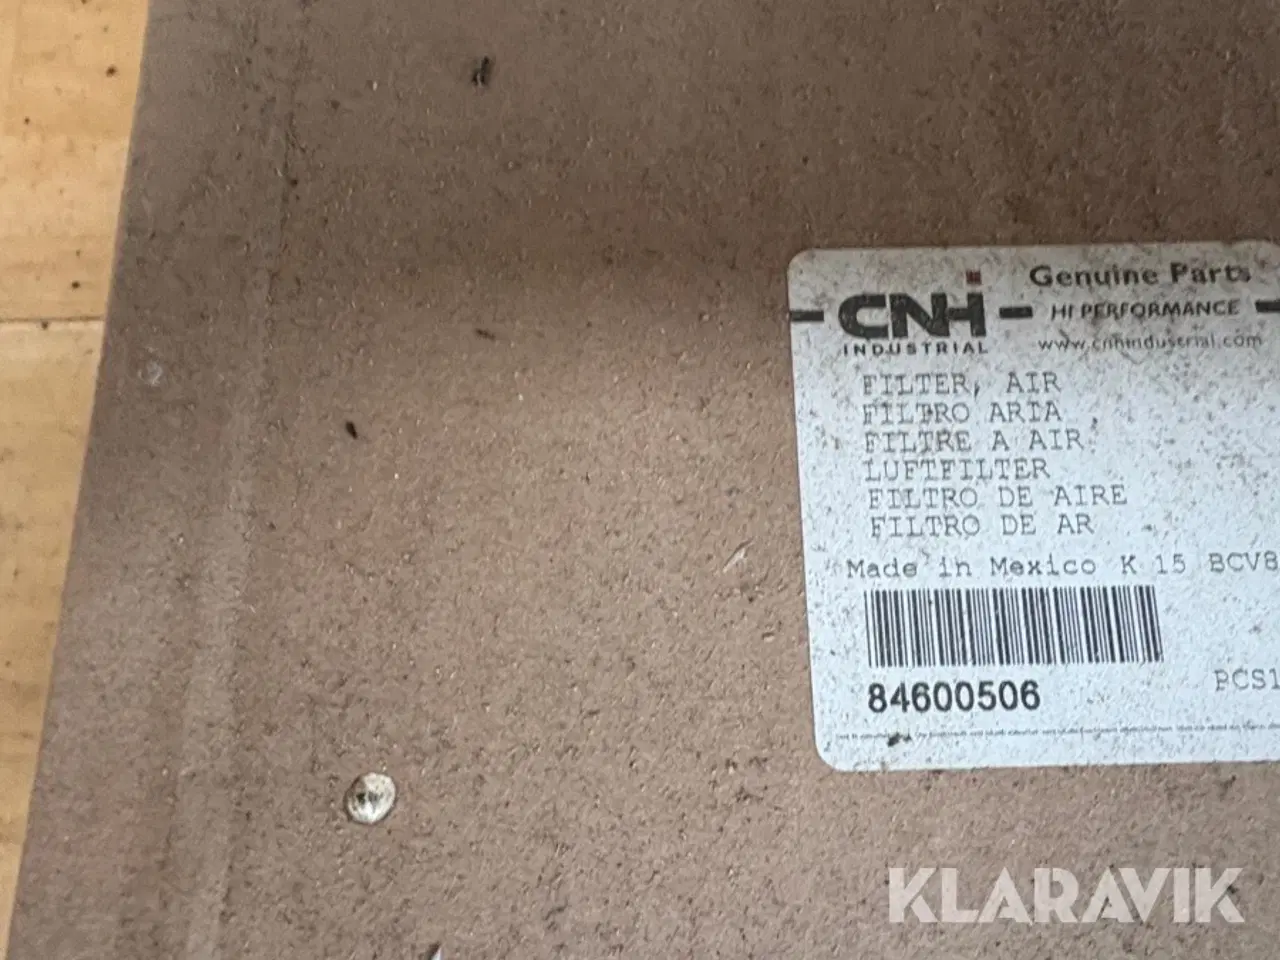 CNH
INDUSTRIAL
Genuine Parts
HI PERFORMANCE
www.cnhindustrial.com
FILTER, AIR
FILTRO ARIA
FILTRE A AIR
LUFTFILTER
FILTRO DE AIRE
FILTRO DE AR
Made in Mexico K 15 BCV8
84600506
PCS1
KLARAVIK